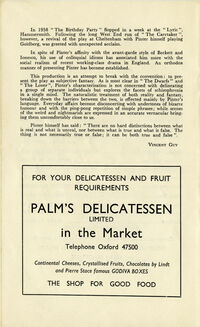 In 1958 "The Birthday Party" flopped in a week at the "Lyric"
Hammersmith. Following the long West End run of "The Caretaker",
however, a revival of the play at Cheltenham with Pinter himself playing
Goldberg, was greeted with unexpected acclaim.
In spite of Pinter's affinity with the avant-garde style of Beckett and
Ionesco, his use of colloquial idioms has associated him more with the
social realism of recent working-class drama in England. An orthodox
manner of presenting Pinter has become established.
This production is an attempt to break with the convention: to pre-
sent the play as subjective fantasy. As is most clear in "The Dwarfs" and
"The Lover", Pinter's characterisation is not concerned with delineating
a group of separate individuals but explores the facets of schizophrenia
in a single mind. The naturalistic treatment of both reality and fantasy,
breaking down the barriers between the two, is effected mainly by Pinter's
language. Everyday affairs become disconcerting with undertones of bizarre
humour and with the ping-pong repetition of simple phrases; while scenes
of the weird and nightmarish are expressed in an accurate vernacular bring-
ing them uncomfortably close to us.
Pinter himself has said: "There are no hard distinctions between what
is real and what is unreal, nor between what is true and what is false. The
thing is not necessarily true or false; it can be both true and false".
VINCENT GUY
FOR YOUR DELICATESSEN AND FRUIT
REQUIREMENTS
PALM'S DELICATESSEN
LIMITED
in the Market
Telephone Oxford 47500
Continental Cheeses, Crystallised Fruits, Chocolates by Lindt
and Pierre Stace famous GODIVA BOXES
THE SHOP FOR GOOD FOOD